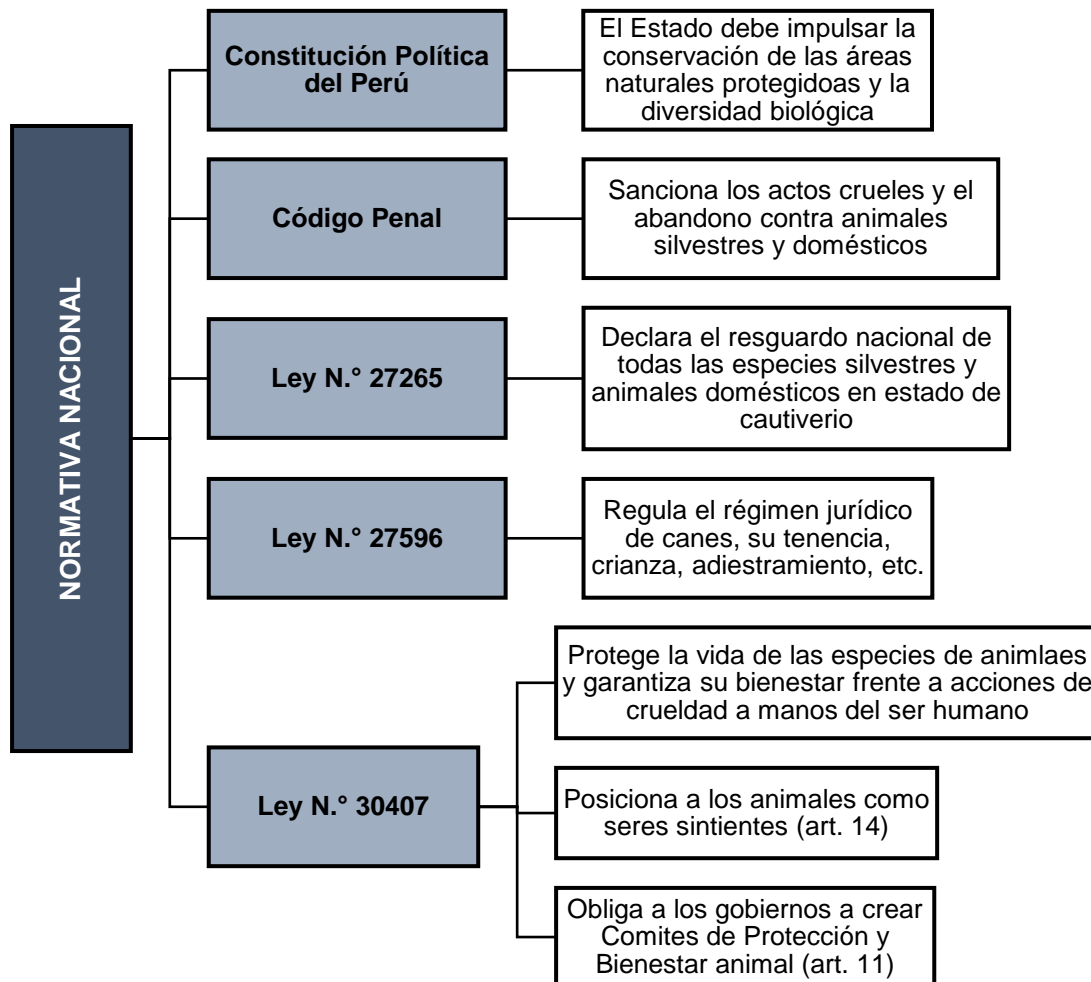 NORMATIVA NACIONAL
Constitución Política
del Perú
El Estado debe impulsar la
conservación de las áreas
naturales protegidoas y la
diversidad biológica
Código Penal
Sanciona los actos crueles y el
abandono contra animales
silvestres y domésticos
Ley N.° 27265
Declara el resguardo nacional de
todas las especies silvestres y
animales domésticos en estado de
cautiverio
Ley N.° 27596
Regula el régimen jurídico
de canes, su tenencia,
crianza, adiestramiento, etc.
Ley N.° 30407
Protege la vida de las especies de animlaes
y garantiza su bienestar frente a acciones de
crueldad a manos del ser humano
Posiciona a los animales como
seres sintientes (art. 14)
Obliga a los gobiernos a crear
Comites de Protección y
Bienestar animal (art. 11)